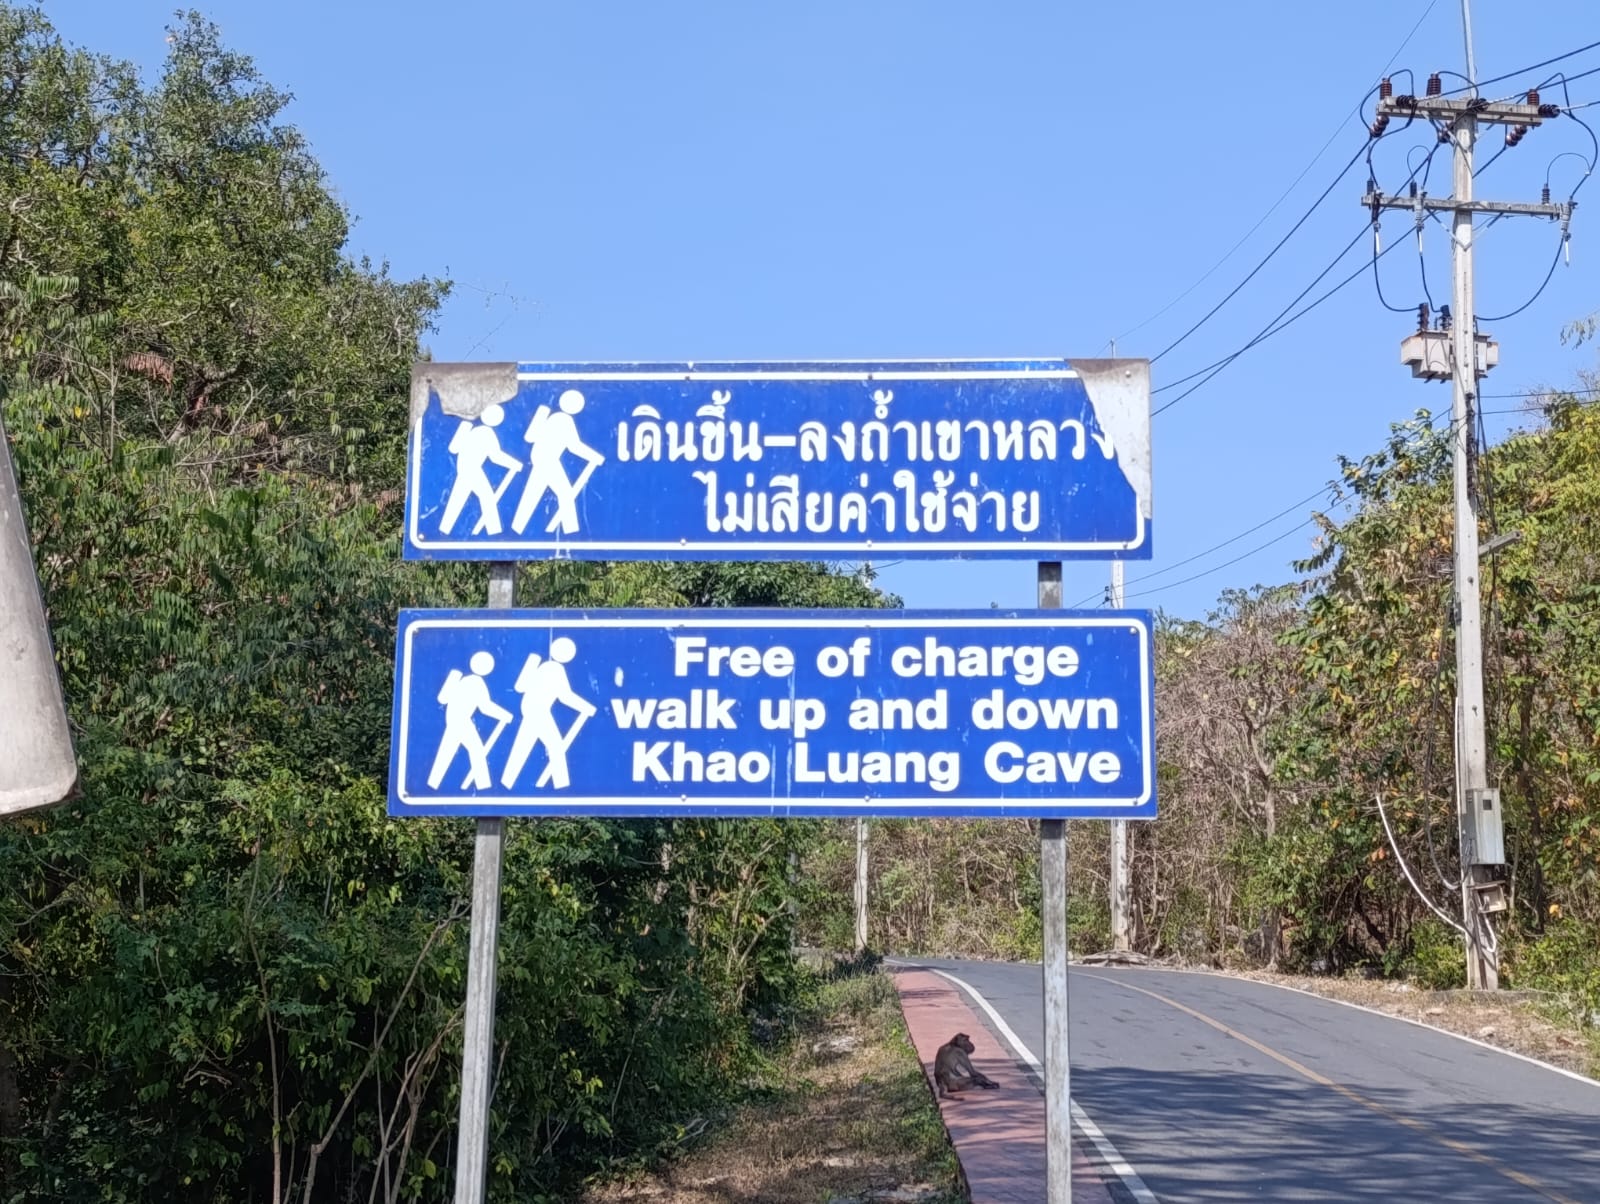 เดินขึ้น-ลงถ้ำเขาหลวง
ไม่เสียค่าใช้จ่าย
Free of charge
walk up and down
Khao Luang Cave